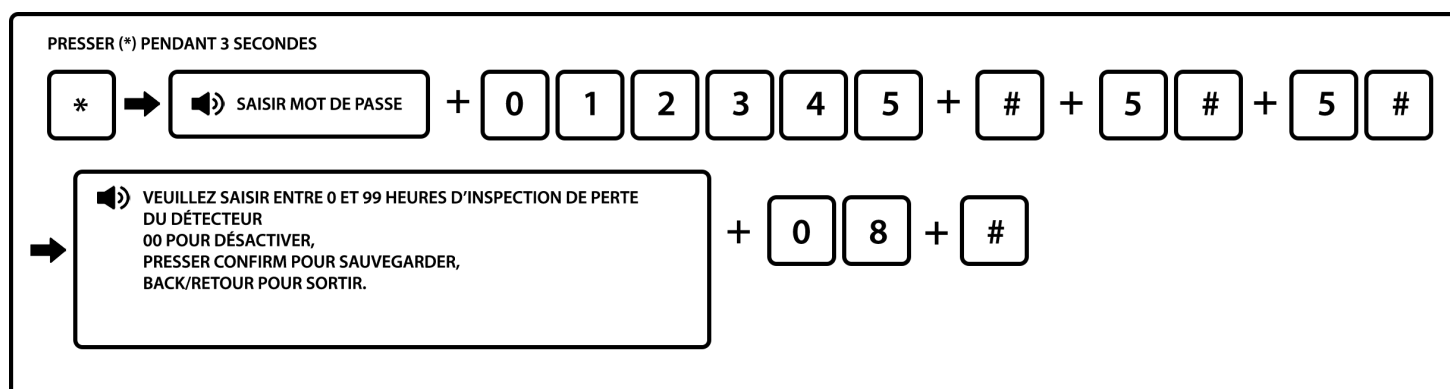 PRESSER (*) PENDANT 3 SECONDES
* SAISIR MOT DE PASSE + 0 1 2 3 4 5 + # + 5 # + 5 #
VEUILLEZ SAISIR ENTRE 0 ET 99 HEURES D'INSPECTION DE PERTE
DU DÉTECTEUR
00 POUR DÉSACTIVER,
PRESSER CONFIRM POUR SAUVEGARDER,
BACK/RETOUR POUR SORTIR.
+ 0 8 + #